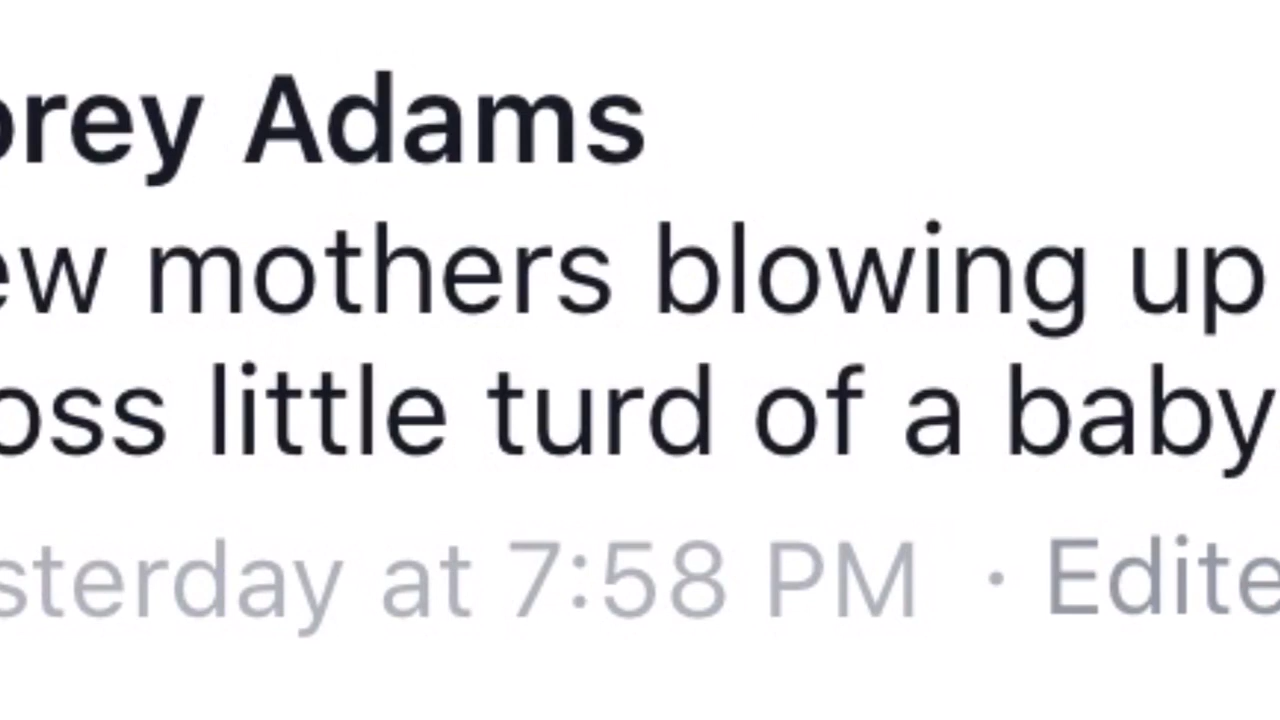 orey Adams
ew mothers blowing up
oss little turd of a baby
sterday at 7:58 PM · Edite